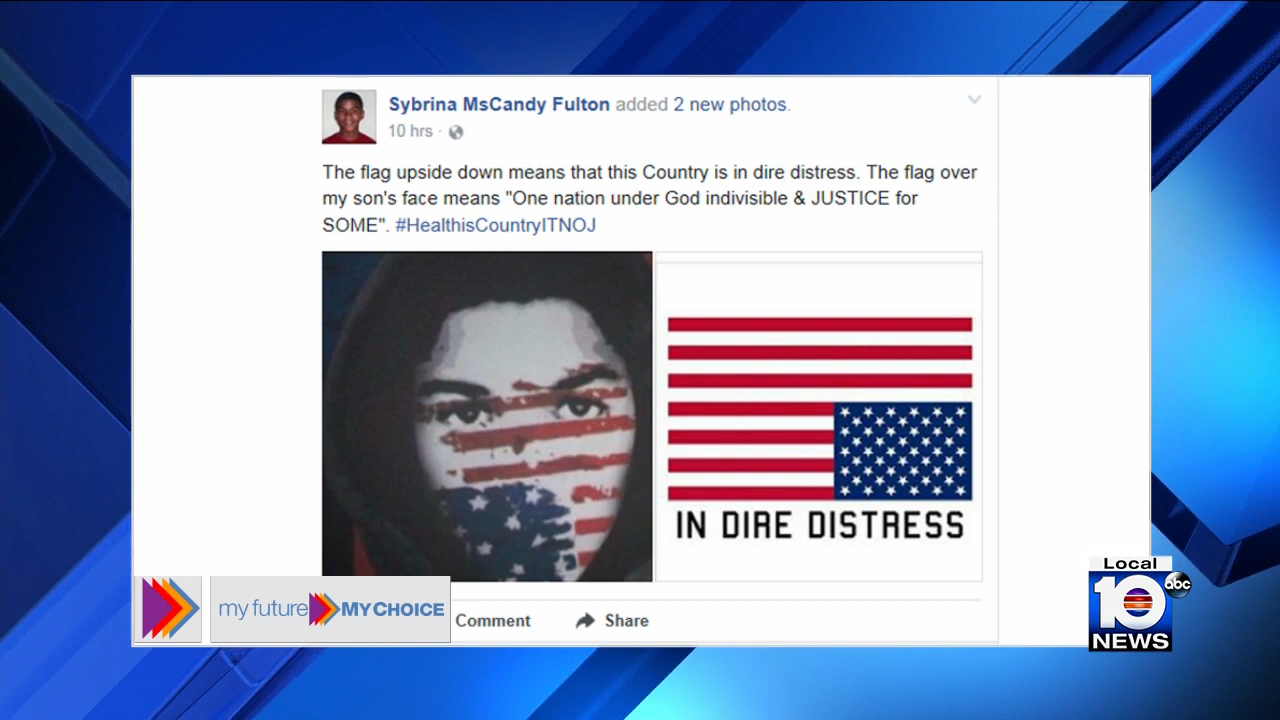 Sybrina MsCandy Fulton added 2 new photos.
10 hrs ·
The flag upside down means that this Country is in dire distress. The flag over
my son's face means "One nation under God indivisible & JUSTICE for
SOME". #HealthisCountryITNOJ
IN DIRE DISTRESS
my future MY CHOICE
Comment Share
Local
10
abc
NEWS